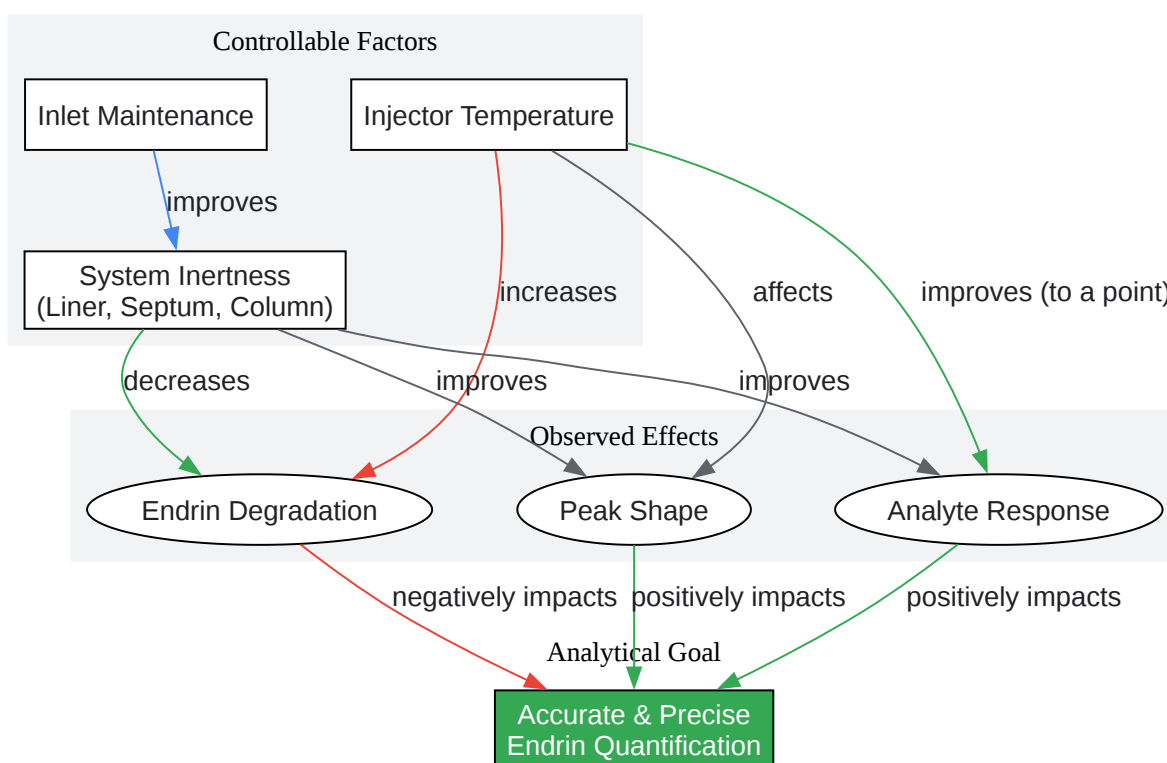 Controllable Factors
Inlet Maintenance
Injector Temperature
improves
System Inertness
(Liner, Septum, Column)
increases
affects
improves (to a point)
decreases
improves
improves
Observed Effects
Endrin Degradation
Peak Shape
Analyte Response
negatively impacts
positively impacts
positively impacts
Analytical Goal
Accurate & Precise
Endrin Quantification